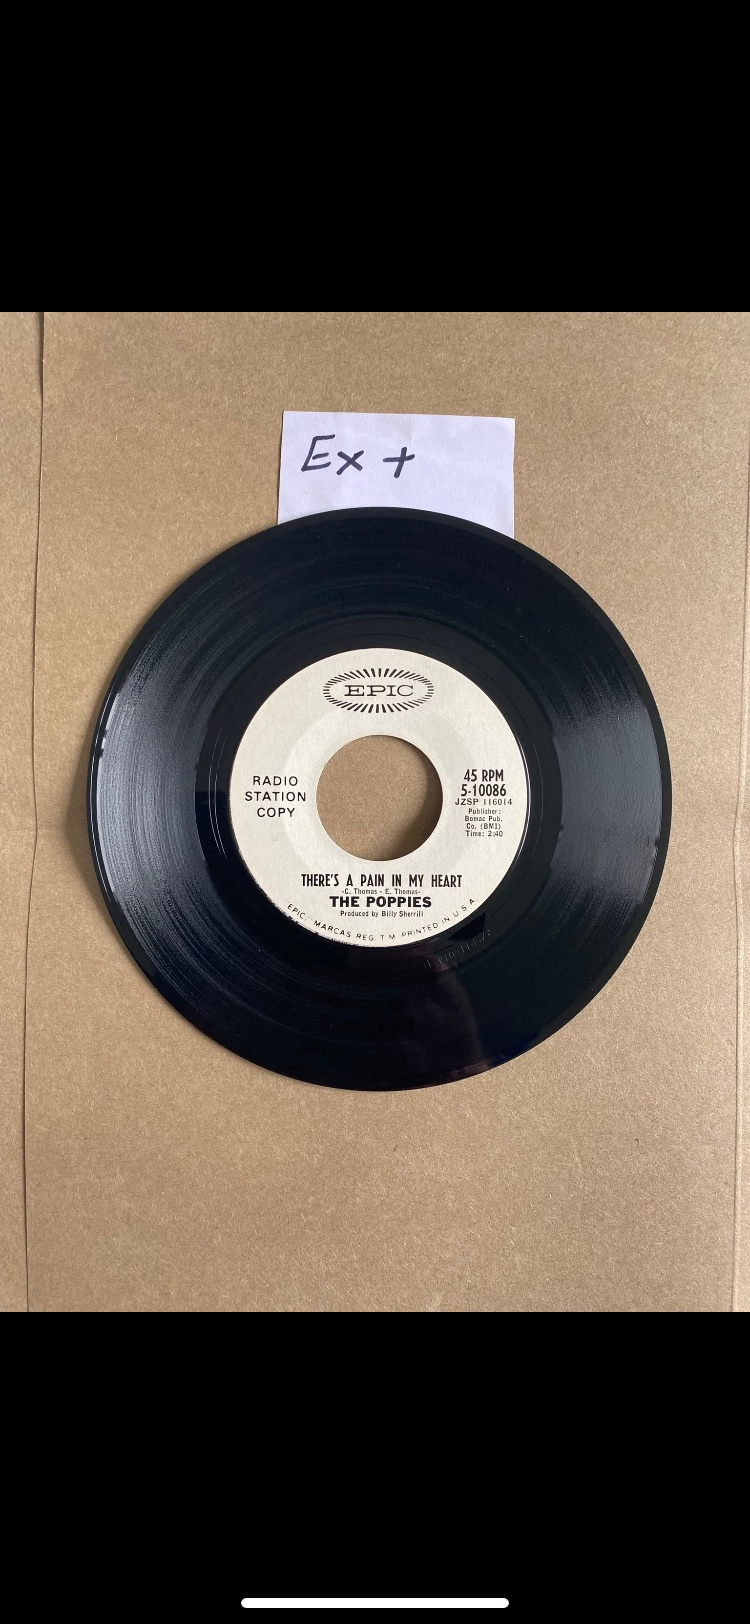 Ex +
EPIC
RADIO
STATION
COPY
45 RPM
5-10086
JZSP 116014
Publisher:
Bomac Pub.
Co. (BMI)
Time: 2:40
THERE'S A PAIN IN MY HEART
-C. Thomas - E. Thomas-
THE POPPIES
Produced by Billy Sherrill
EPIC. MARCAS REG. T M PRINTED IN U.S.A.